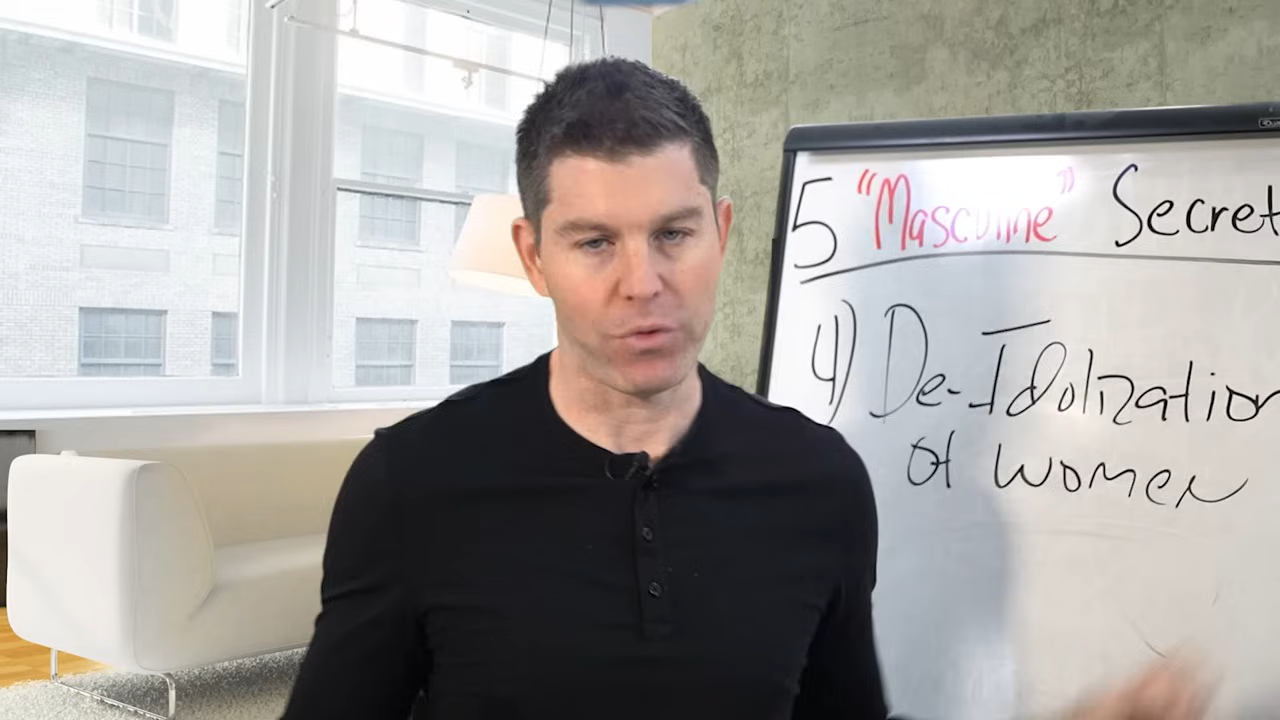 5 "Masculine" Secret
4) De-Idolization
of women